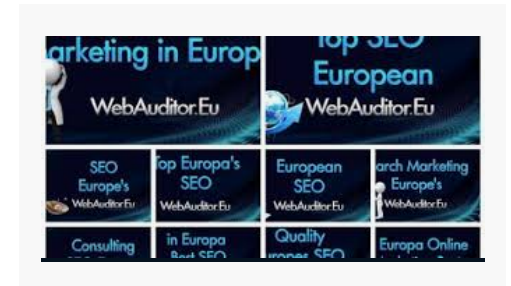 arketing in Europ
WebAuditor.Eu
Top SEO
European
WebAuditor.Eu
SEO
Europe's
WebAuditor.Eu
Top Europa's
SEO
WebAuditor.Eu
European
SEO
WebAuditor.Eu
arch Marketing
Europe's
WebAuditor.Eu
Consulting
in Europa
Best SEO
Quality
SEO
Europa Online